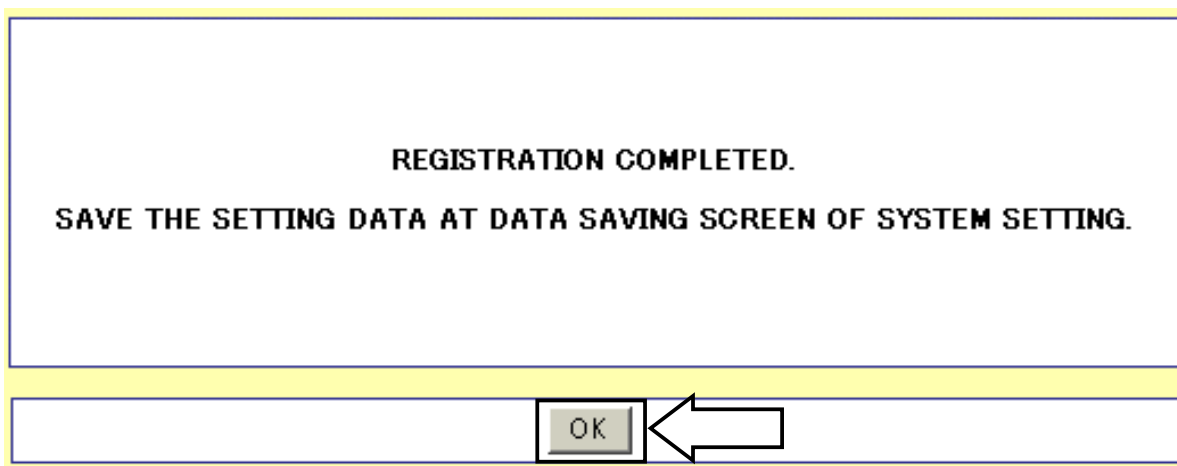 REGISTRATION COMPLETED.
SAVE THE SETTING DATA AT DATA SAVING SCREEN OF SYSTEM SETTING.
OK